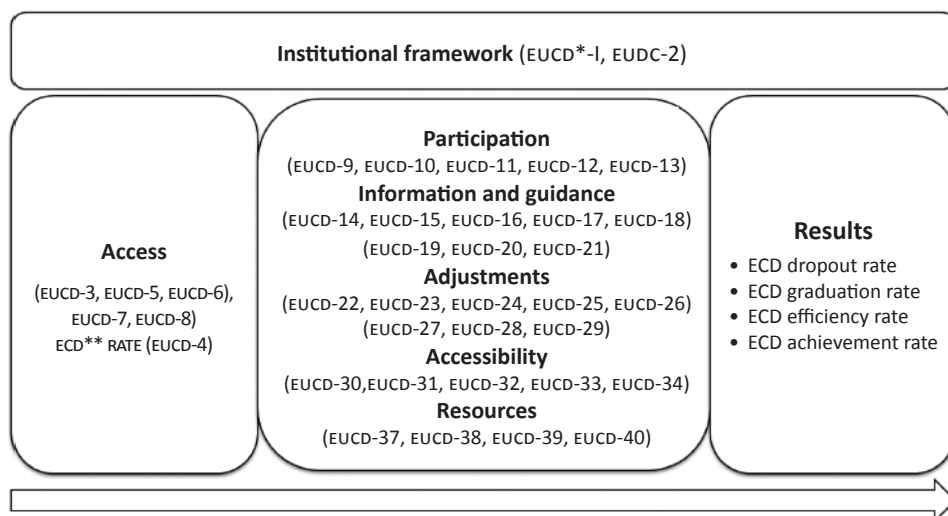 Institutional framework (EUCD*-I, EUDC-2)
Access
(EUCD-3, EUCD-5, EUCD-6),
EUCD-7, EUCD-8)
ECD** RATE (EUCD-4)
Participation
(EUCD-9, EUCD-10, EUCD-11, EUCD-12, EUCD-13)
Information and guidance
(EUCD-14, EUCD-15, EUCD-16, EUCD-17, EUCD-18)
(EUCD-19, EUCD-20, EUCD-21)
Adjustments
(EUCD-22, EUCD-23, EUCD-24, EUCD-25, EUCD-26)
(EUCD-27, EUCD-28, EUCD-29)
Accessibility
(EUCD-30,EUCD-31, EUCD-32, EUCD-33, EUCD-34)
Resources
(EUCD-37, EUCD-38, EUCD-39, EUCD-40)
Results
• ECD dropout rate
• ECD graduation rate
• ECD efficiency rate
• ECD achievement rate